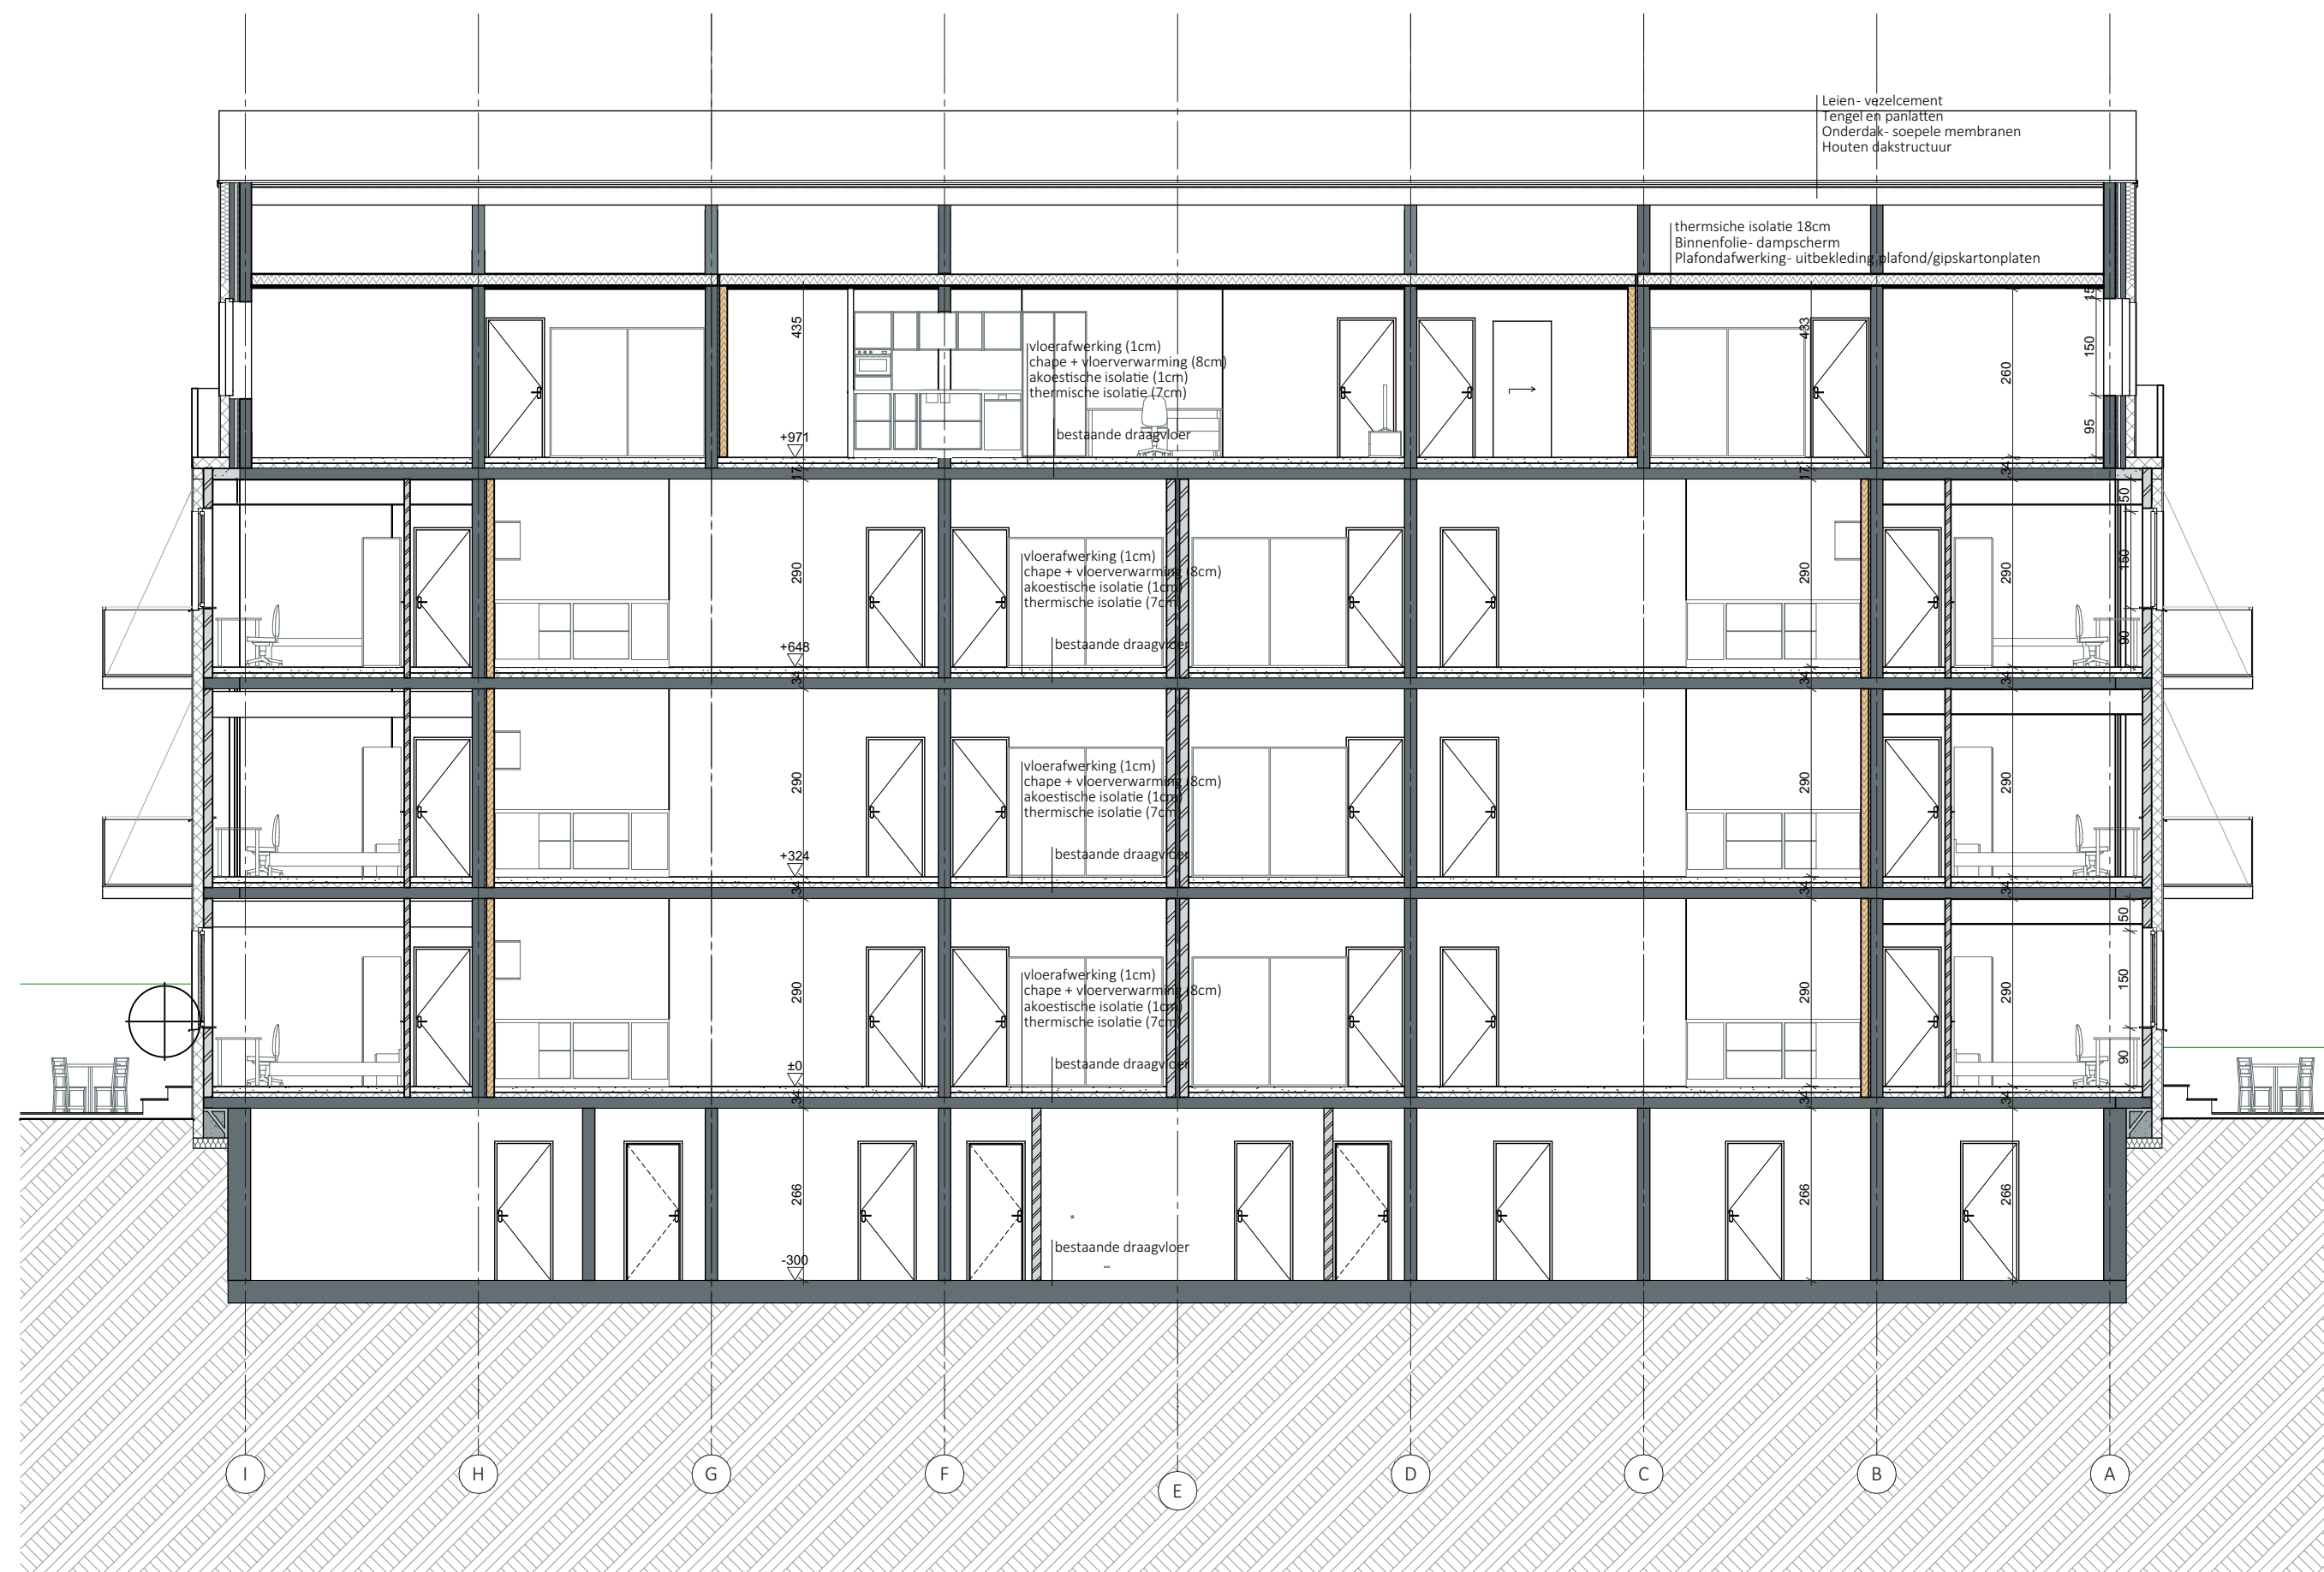 Leien- vezelcement
Tengel en panlatten
Onderdak- soepele membranen
Houten dakstructuur
thermsiche isolatie 18cm
Binnenfolie- dampscherm
Plafondafwerking- uitbekleding plafond/gipskartonplaten
435
433
15
150
260
95
vloerafwerking (1cm)
chape + vloerverwarming (8cm)
akoestische isolatie (1cm)
thermische isolatie (7cm)
bestaande draagvloer
+971
17
17
34
50
290
290
290
150
90
vloerafwerking (1cm)
chape + vloerverwarming (8cm)
akoestische isolatie (1cm)
thermische isolatie (7cm)
bestaande draagvloer
+648
34
34
34
290
290
290
vloerafwerking (1cm)
chape + vloerverwarming (8cm)
akoestische isolatie (1cm)
thermische isolatie (7cm)
bestaande draagvloer
+324
34
34
34
50
290
290
290
150
90
vloerafwerking (1cm)
chape + vloerverwarming (8cm)
akoestische isolatie (1cm)
thermische isolatie (7cm)
bestaande draagvloer
±0
34
34
34
266
266
266
bestaande draagvloer
-300
I H G F E D C B A